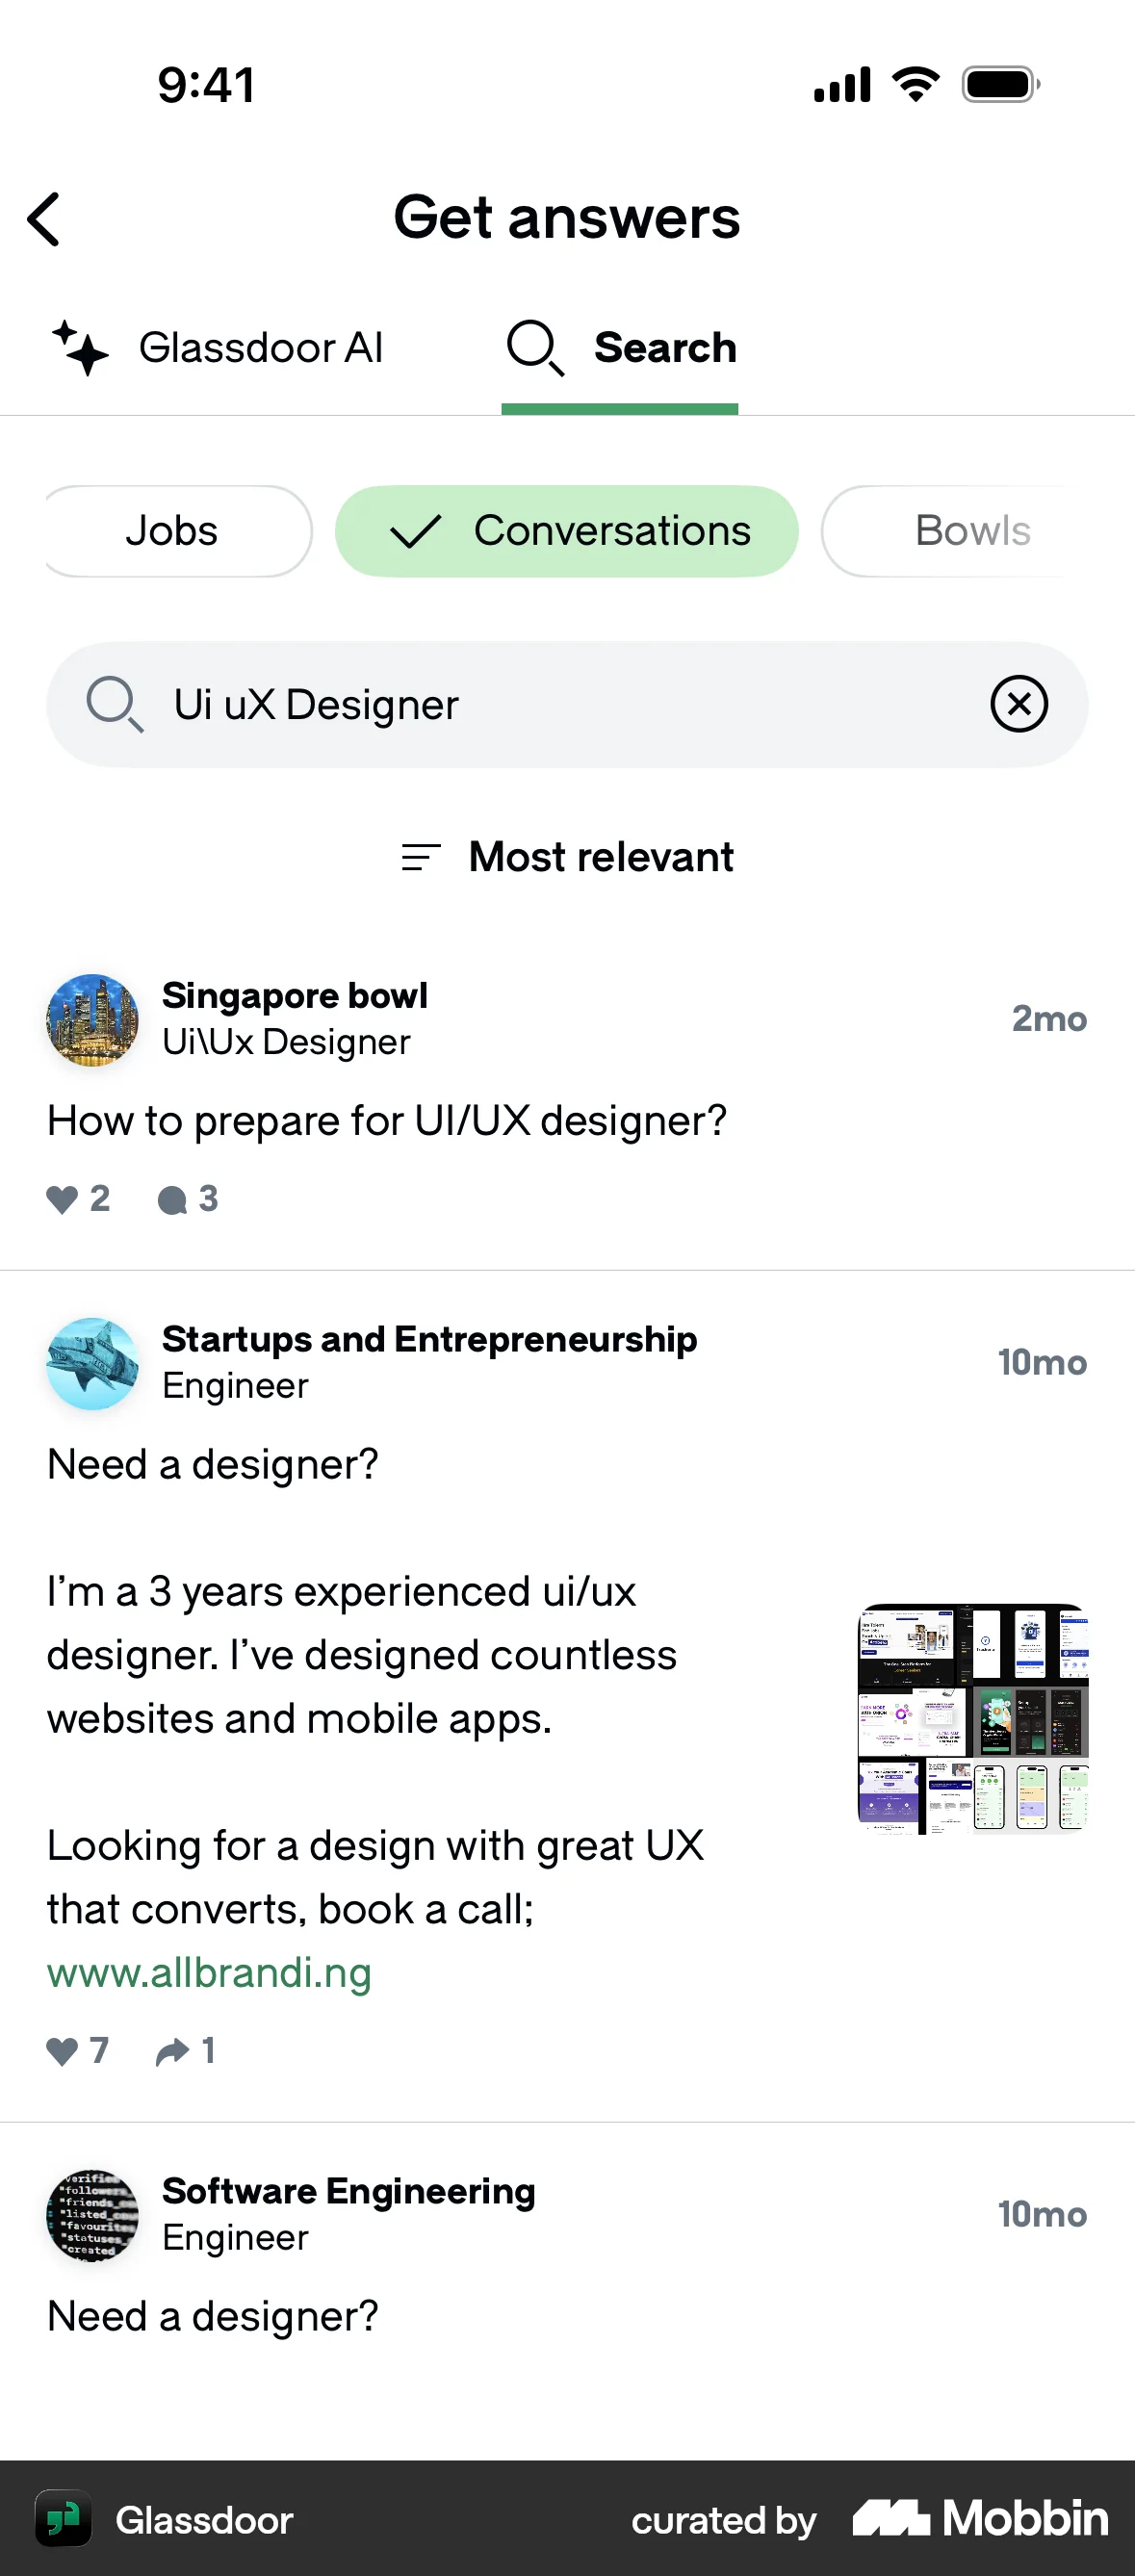 9:41
Get answers
Glassdoor AI
Search
Jobs
Conversations
Bowls
Ui uX Designer
Most relevant
Singapore bowl
Ui\Ux Designer
2mo
How to prepare for UI/UX designer?
2 3
Startups and Entrepreneurship
Engineer
10mo
Need a designer?
I’m a 3 years experienced ui/ux
designer. I’ve designed countless
websites and mobile apps.
Looking for a design with great UX
that converts, book a call;
www.allbrandi.ng
7 1
Software Engineering
Engineer
10mo
Need a designer?
Glassdoor
curated by Mobbin